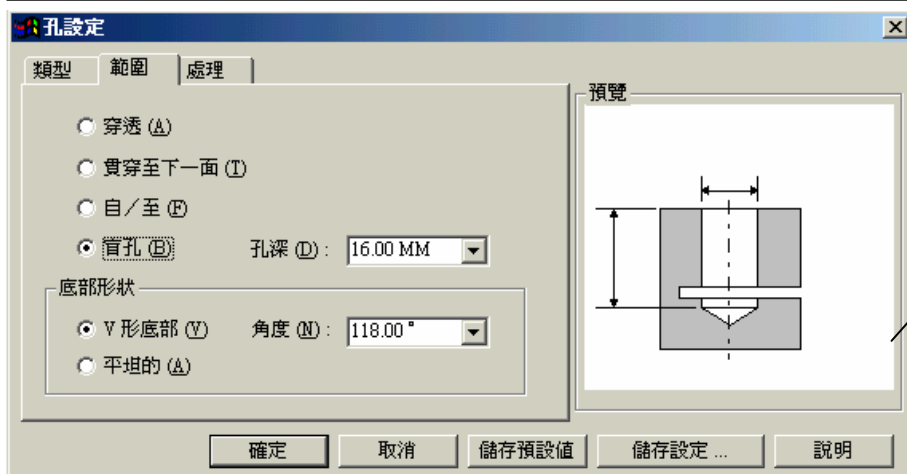 孔設定
類型 範圍 處理
預覽
穿透 (A)
貫穿至下一面 (T)
自／至 (F)
盲孔 (B) 孔深 (D) : 16.00 MM
底部形狀
V 形底部 (V) 角度 (N) : 118.00 °
平坦的 (A)
確定 取消 儲存預設值 儲存設定 ... 說明